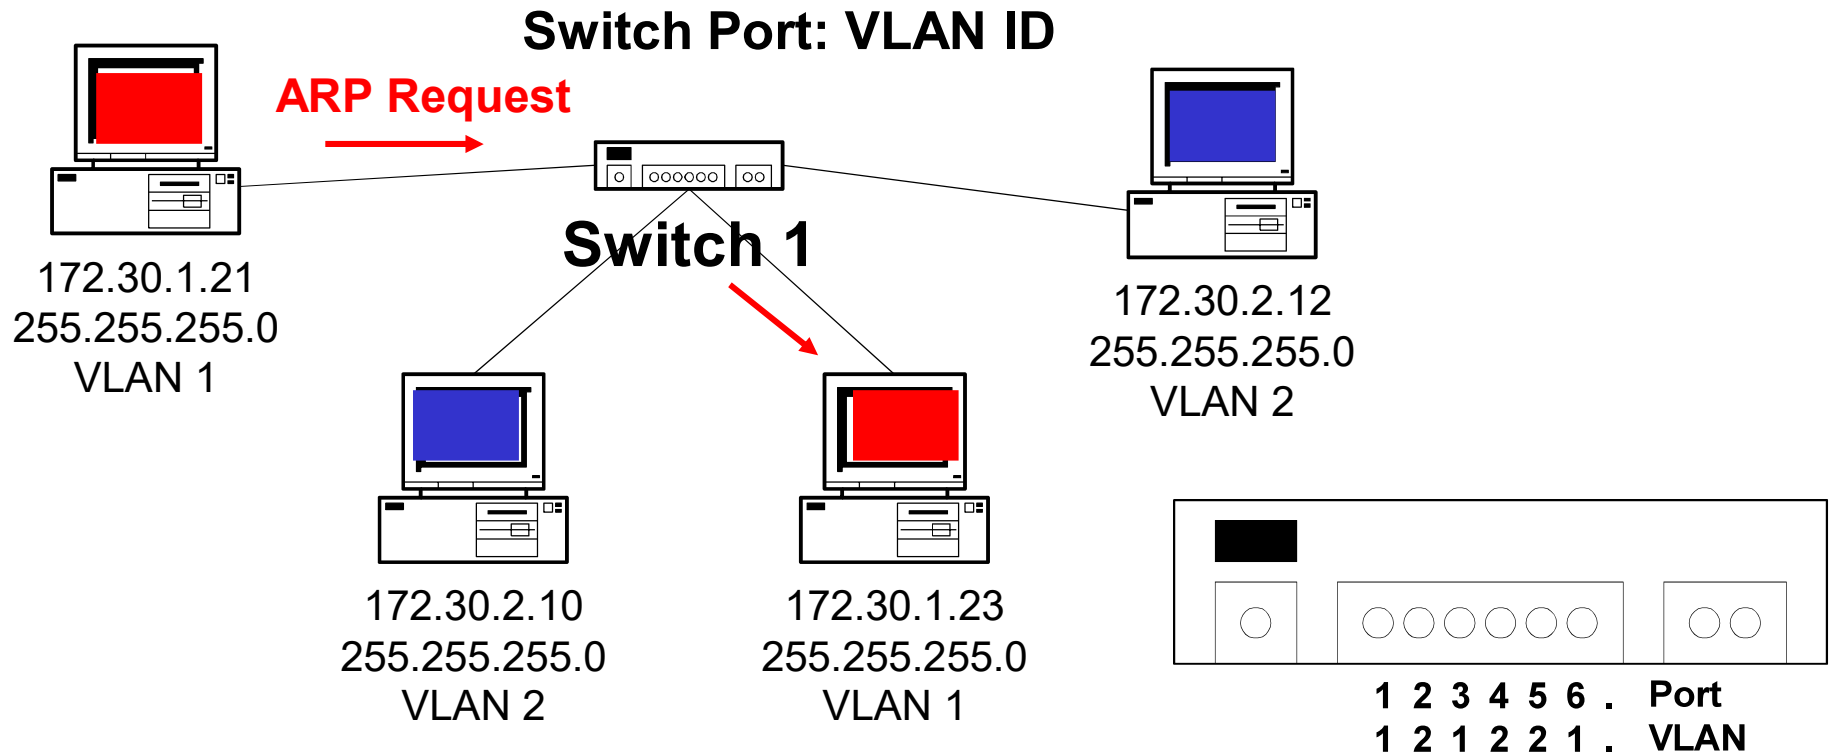 Switch Port: VLAN ID
ARP Request
Switch 1
172.30.1.21
255.255.255.0
VLAN 1
172.30.2.12
255.255.255.0
VLAN 2
172.30.2.10
255.255.255.0
VLAN 2
172.30.1.23
255.255.255.0
VLAN 1
1 2 3 4 5 6 . Port
1 2 1 2 2 1 . VLAN